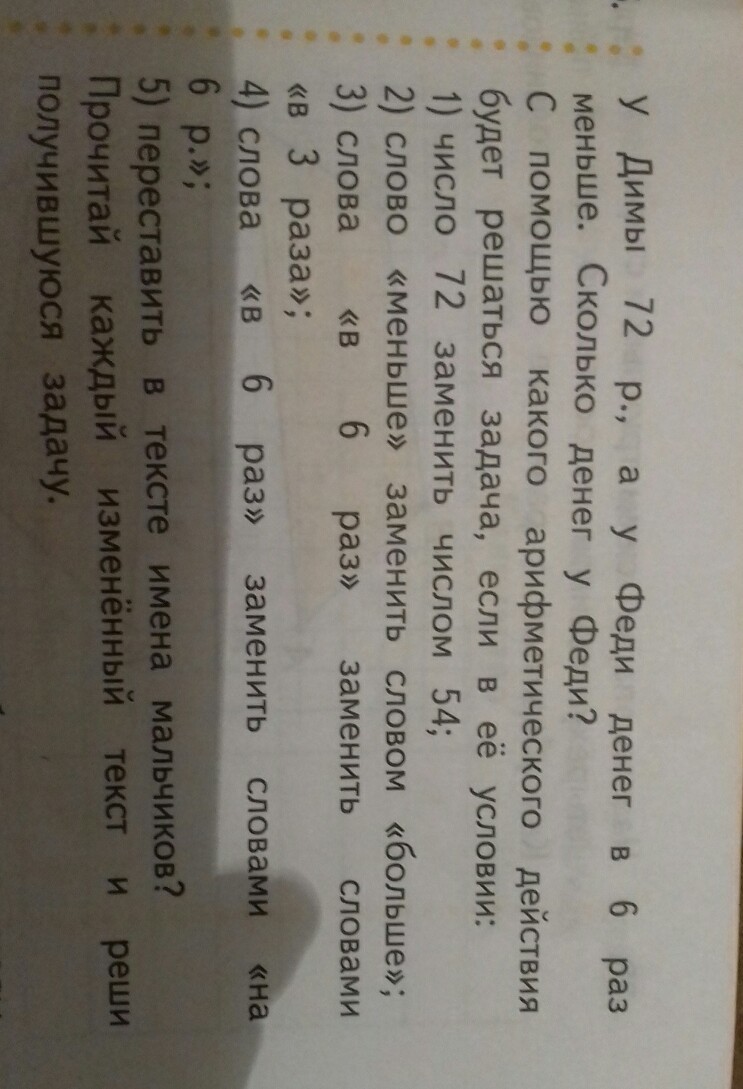 У Димы 72 р., а у Феди денег в 6 раз
меньше. Сколько денег у Феди?
С помощью какого арифметического действия
будет решаться задача, если в её условии:
1) число 72 заменить числом 54;
2) слово «меньше» заменить словом «больше»;
3) слова «в 6 раз» заменить словами
«в 3 раза»;
4) слова «в 6 раз» заменить словами «на
6 р.»;
5) переставить в тексте имена мальчиков?
Прочитай каждый изменённый текст и реши
получившуюся задачу.